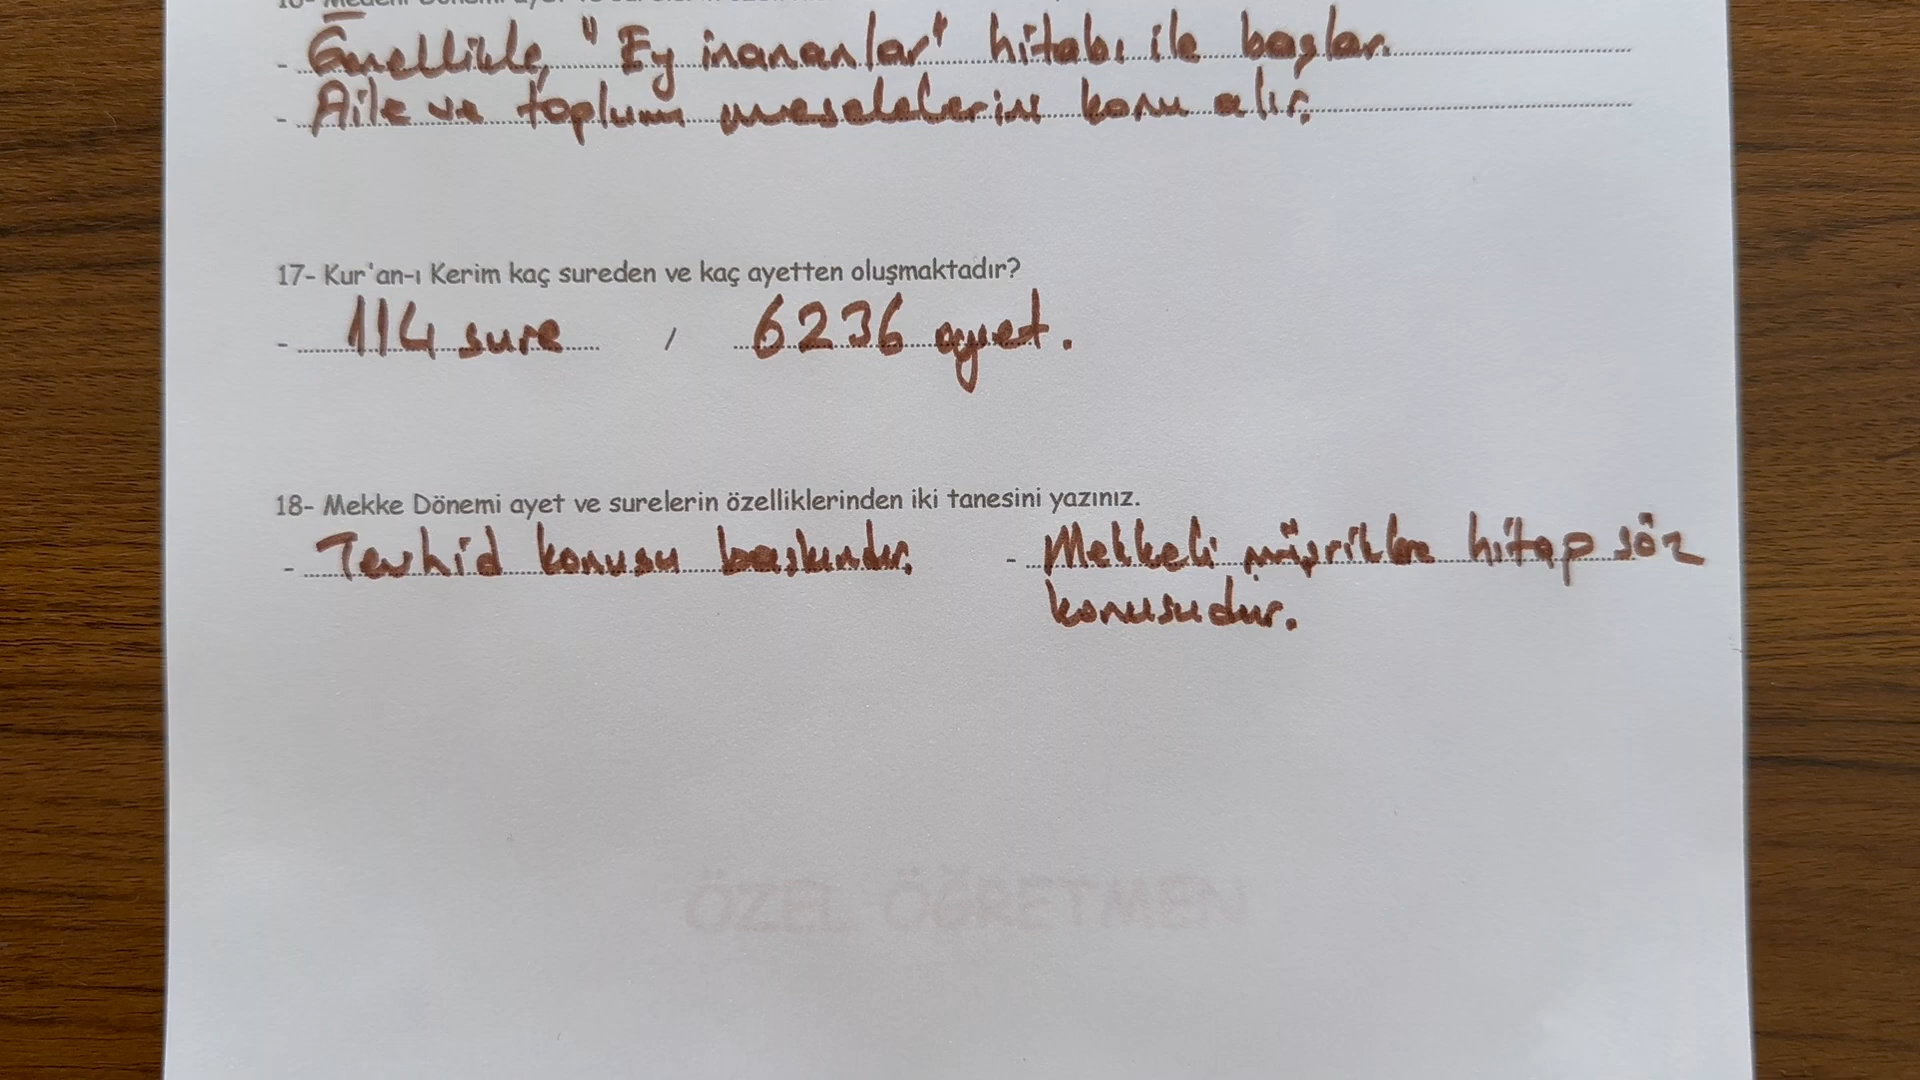 - Genellikle, "Ey inananlar" hitabı ile başlar.
- Aile ve toplum meselelerini konu alır.
17- Kur'an-ı Kerim kaç sureden ve kaç ayetten oluşmaktadır?
- 114 sure / 6236 ayet.
18- Mekke Dönemi ayet ve surelerin özelliklerinden iki tanesini yazınız.
- Tevhid konusu baskındır. - Mekkeli müşriklere hitap söz
konusudur.
ÖZEL ÖĞRETMEN